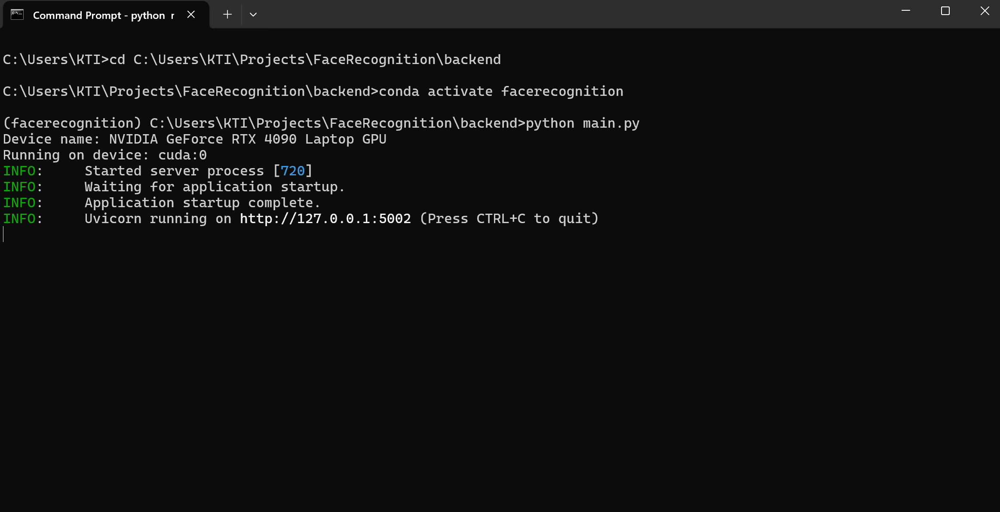 Command Prompt - python
C:\Users\KTI>cd C:\Users\KTI\Projects\FaceRecognition\backend
C:\Users\KTI\Projects\FaceRecognition\backend>conda activate facerecognition
(facerecognition) C:\Users\KTI\Projects\FaceRecognition\backend>python main.py
Device name: NVIDIA GeForce RTX 4090 Laptop GPU
Running on device: cuda:0
INFO:     Started server process [720]
INFO:     Waiting for application startup.
INFO:     Application startup complete.
INFO:     Uvicorn running on http://127.0.0.1:5002 (Press CTRL+C to quit)